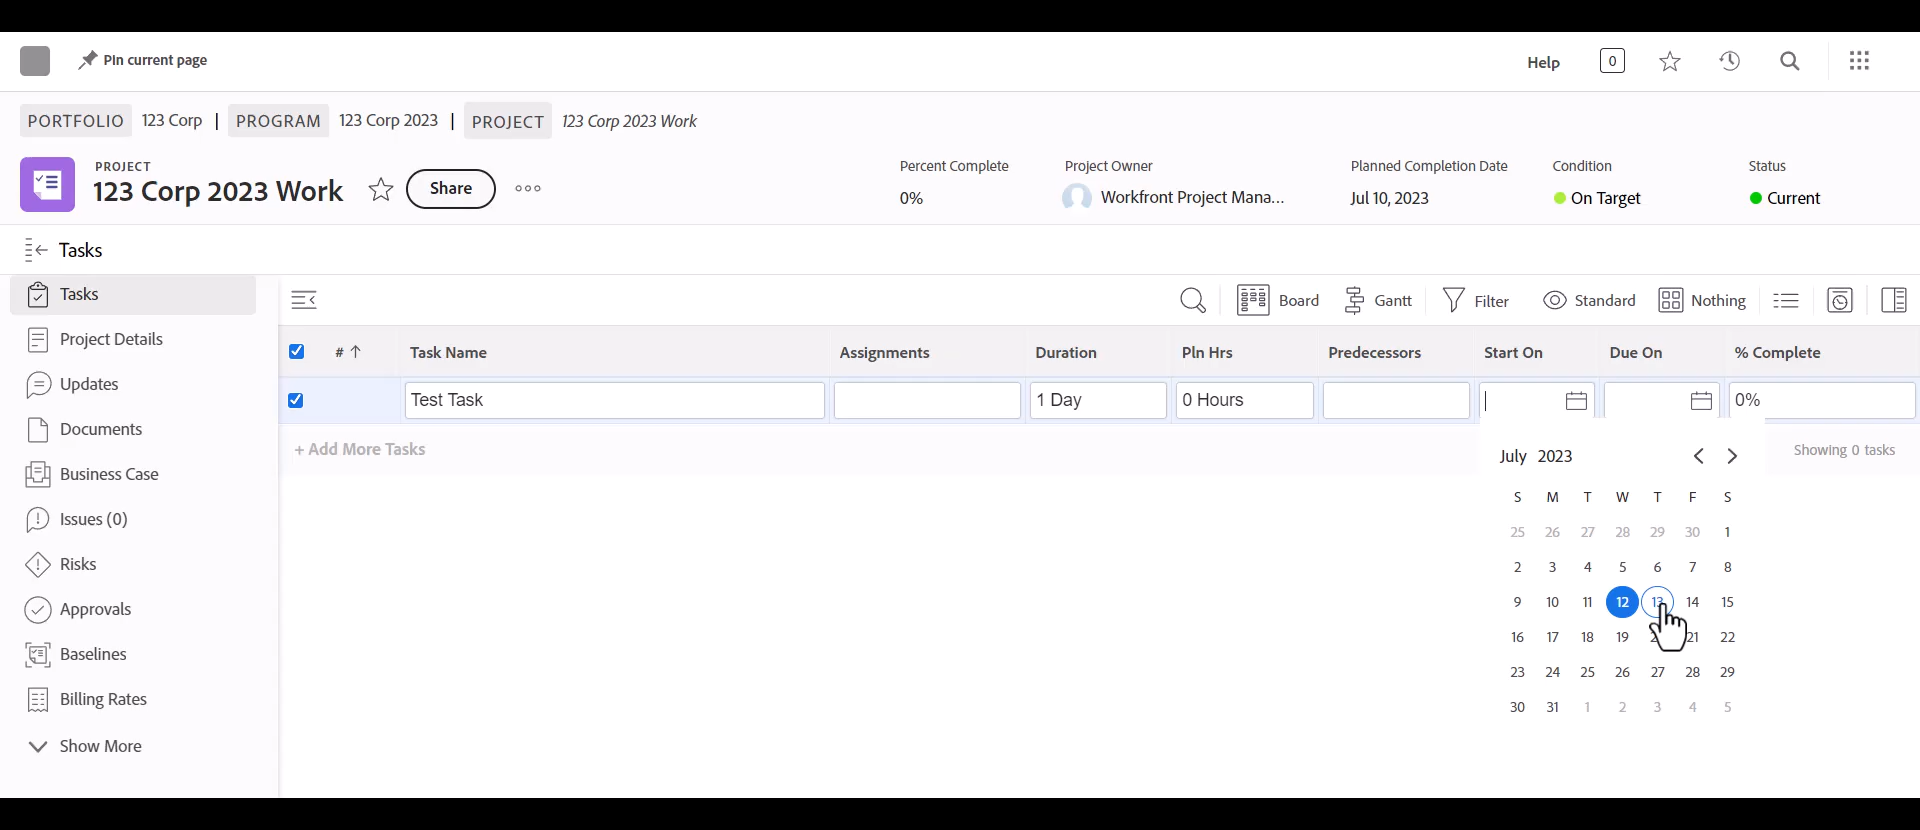 Pin current page
Help
0
PORTFOLIO 123 Corp | PROGRAM 123 Corp 2023 | PROJECT 123 Corp 2023 Work
PROJECT
123 Corp 2023 Work
Share
Percent Complete
0%
Project Owner
Workfront Project Mana...
Planned Completion Date
Jul 10, 2023
Condition
On Target
Status
Current
Tasks
Tasks
Project Details
Updates
Documents
Business Case
Issues (0)
Risks
Approvals
Baselines
Billing Rates
Show More
Board Gantt Filter Standard Nothing
# Task Name Assignments Duration Pln Hrs Predecessors Start On Due On % Complete
Test Task 1 Day 0 Hours 0%
+ Add More Tasks
Showing 0 tasks
July 2023
S M T W T F S
25 26 27 28 29 30 1
2 3 4 5 6 7 8
9 10 11 12 13 14 15
16 17 18 19 21 22
23 24 25 26 27 28 29
30 31 1 2 3 4 5